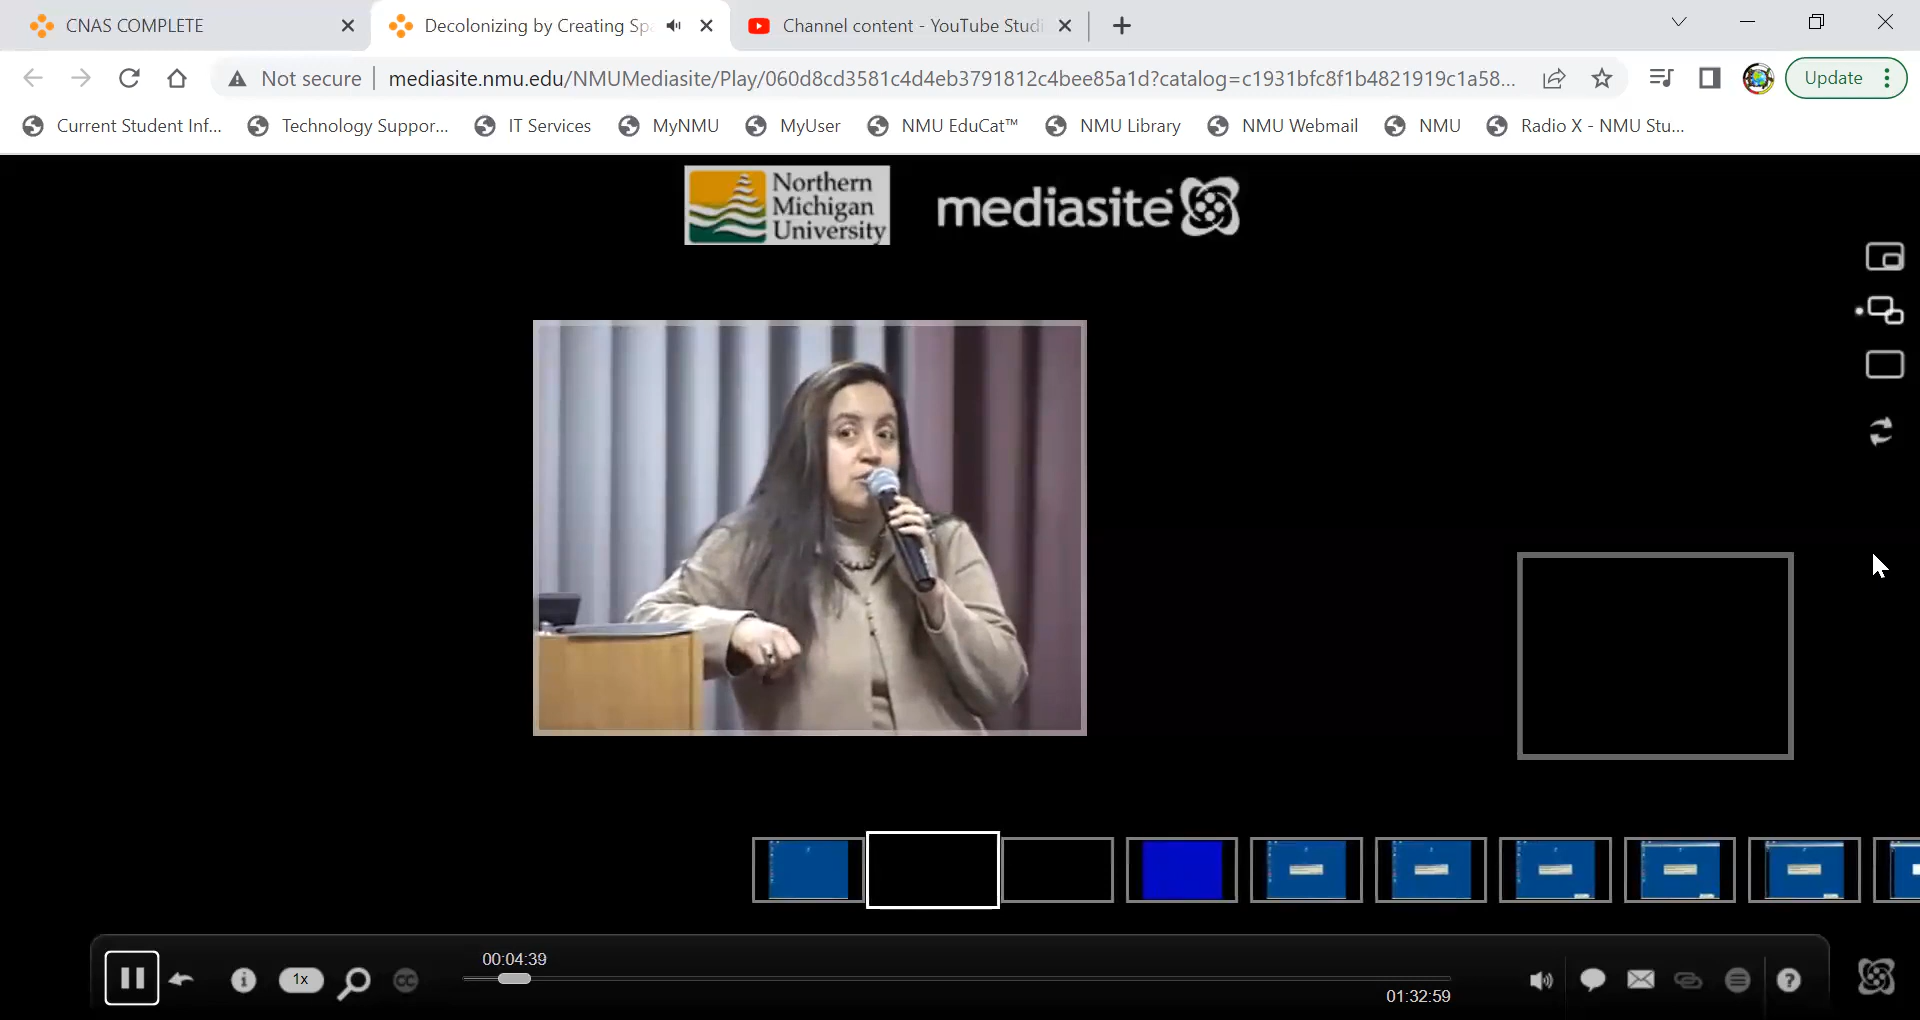 CNAS COMPLETE
Decolonizing by Creating Spa
Channel content - YouTube Studi
Not secure
mediasite.nmu.edu/NMUMediasite/Play/060d8cd3581c4d4eb3791812c4bee85a1d?catalog=c1931bfc8f1b4821919c1a58...
Update
Current Student Inf...
Technology Suppor...
IT Services
MyNMU
MyUser
NMU EduCat™
NMU Library
NMU Webmail
NMU
Radio X - NMU Stu...
Northern
Michigan
University
mediasite
00:04:39
1x
CC
01:32:59